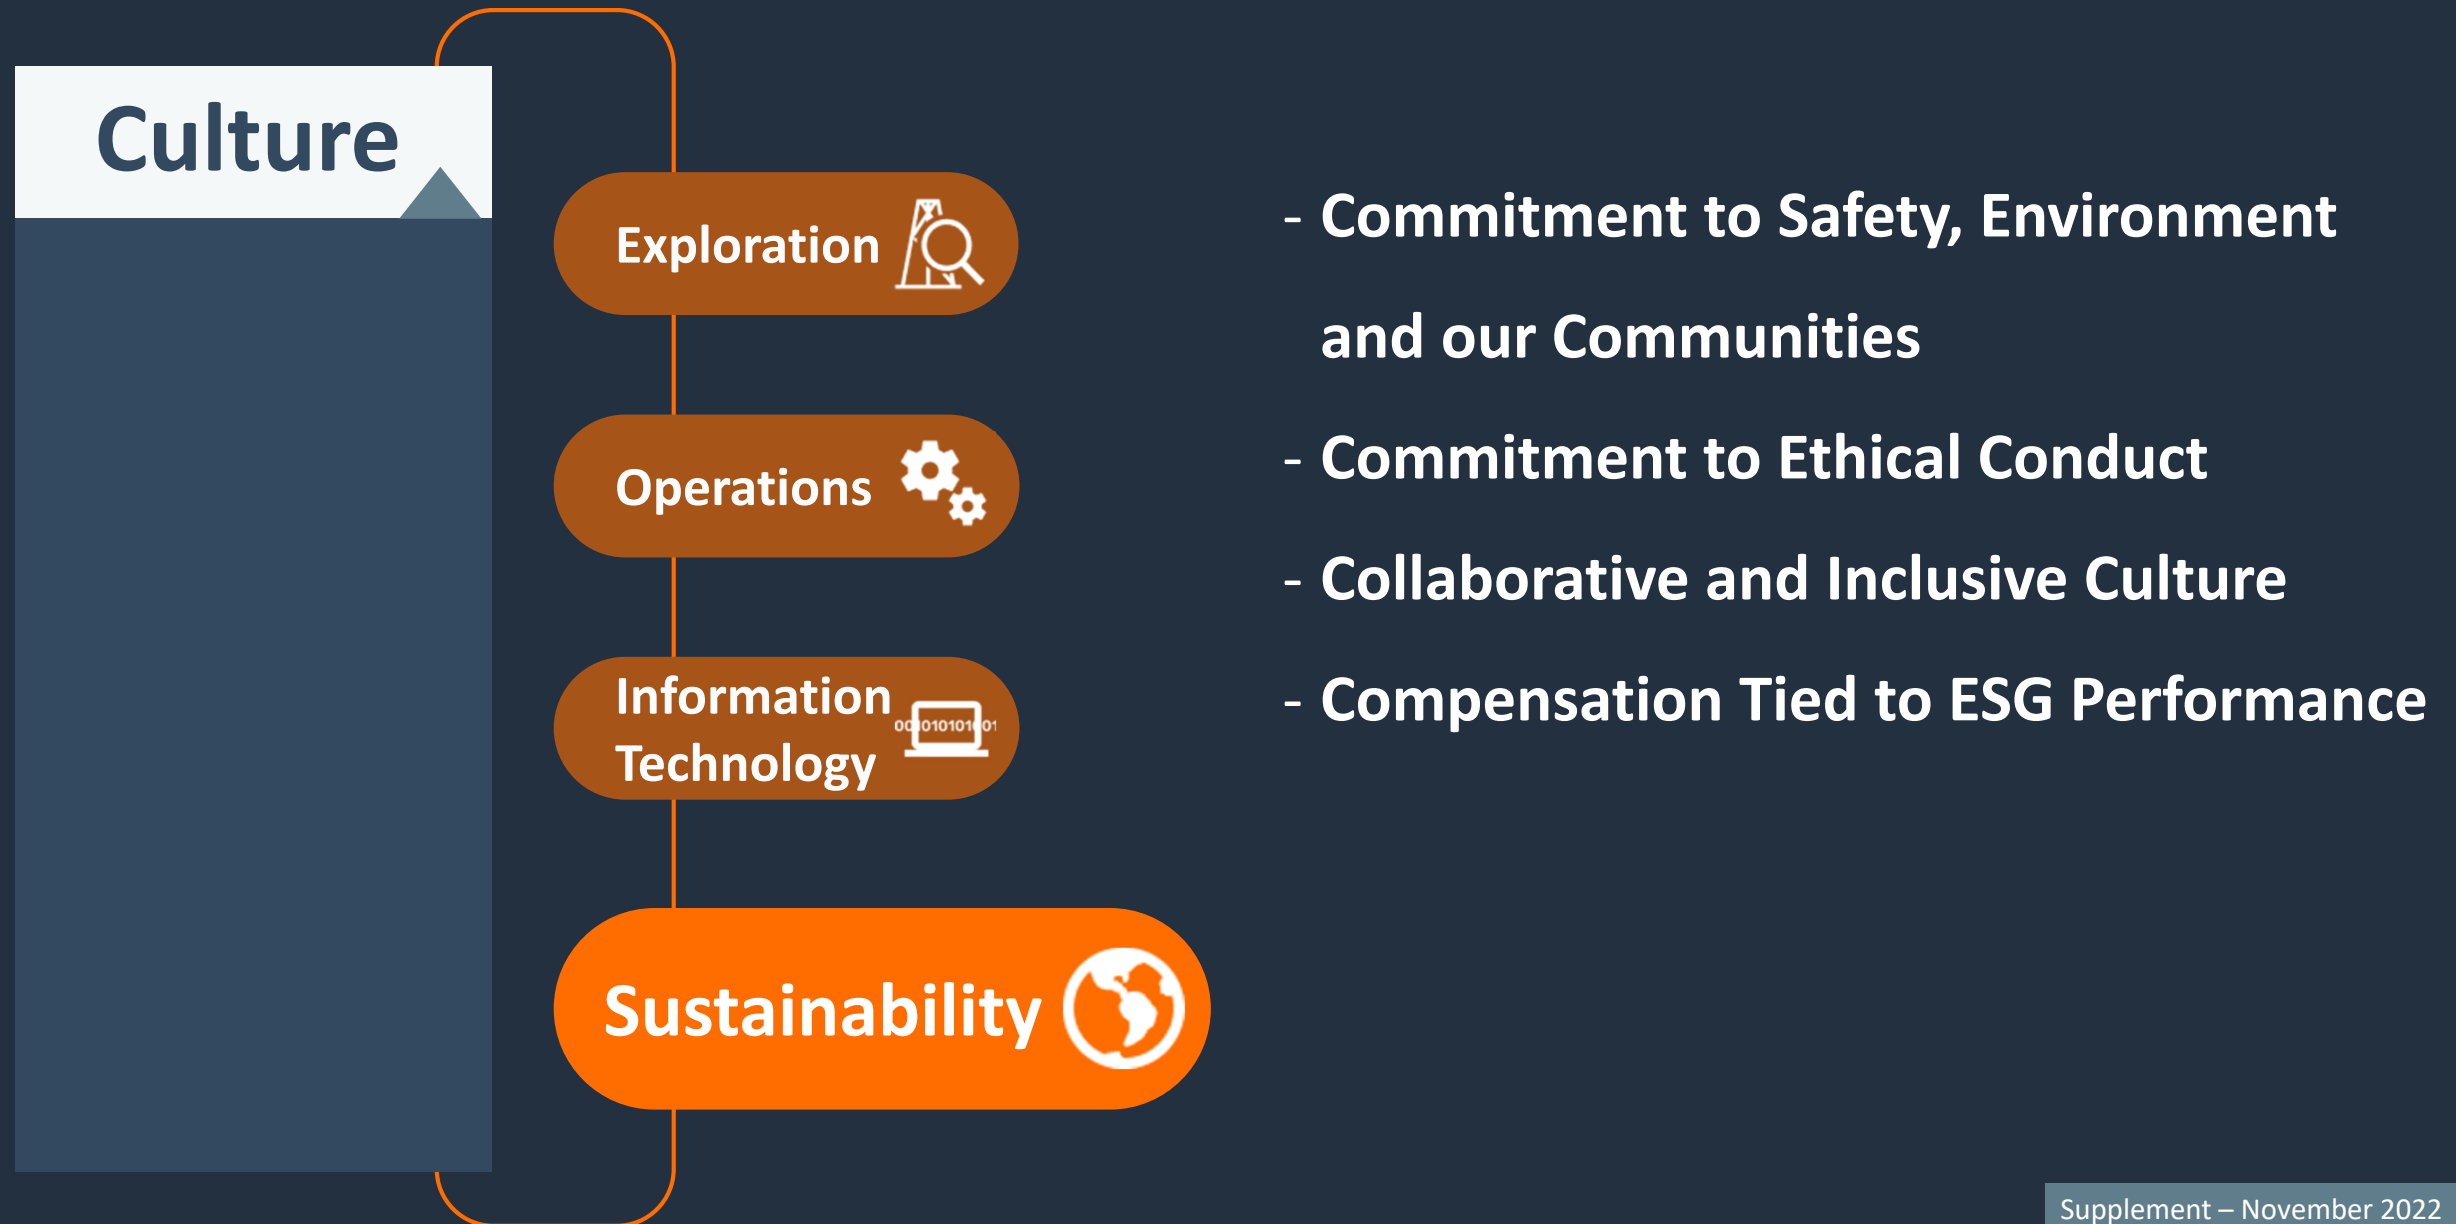 Culture
Exploration
Operations
Information
Technology
Sustainability
- Commitment to Safety, Environment
and our Communities
- Commitment to Ethical Conduct
- Collaborative and Inclusive Culture
- Compensation Tied to ESG Performance
Supplement – November 2022